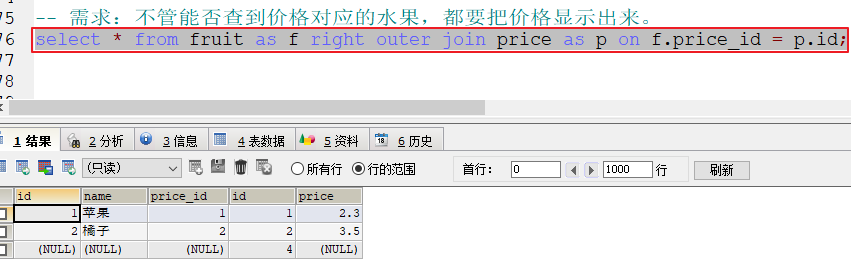 75 -- 需求：不管能否查到价格对应的水果，都要把价格显示出来。
76 select * from fruit as f right outer join price as p on f.price_id = p.id;
77
78
1 结果 2 分析 3 信息 4 表数据 5 资料 6 历史
(只读) 所有行 行的范围 首行: 0 1000 行 刷新
id name price_id id price
1 苹果 1 1 2.3
2 橘子 2 2 3.5
(NULL) (NULL) (NULL) 4 (NULL)